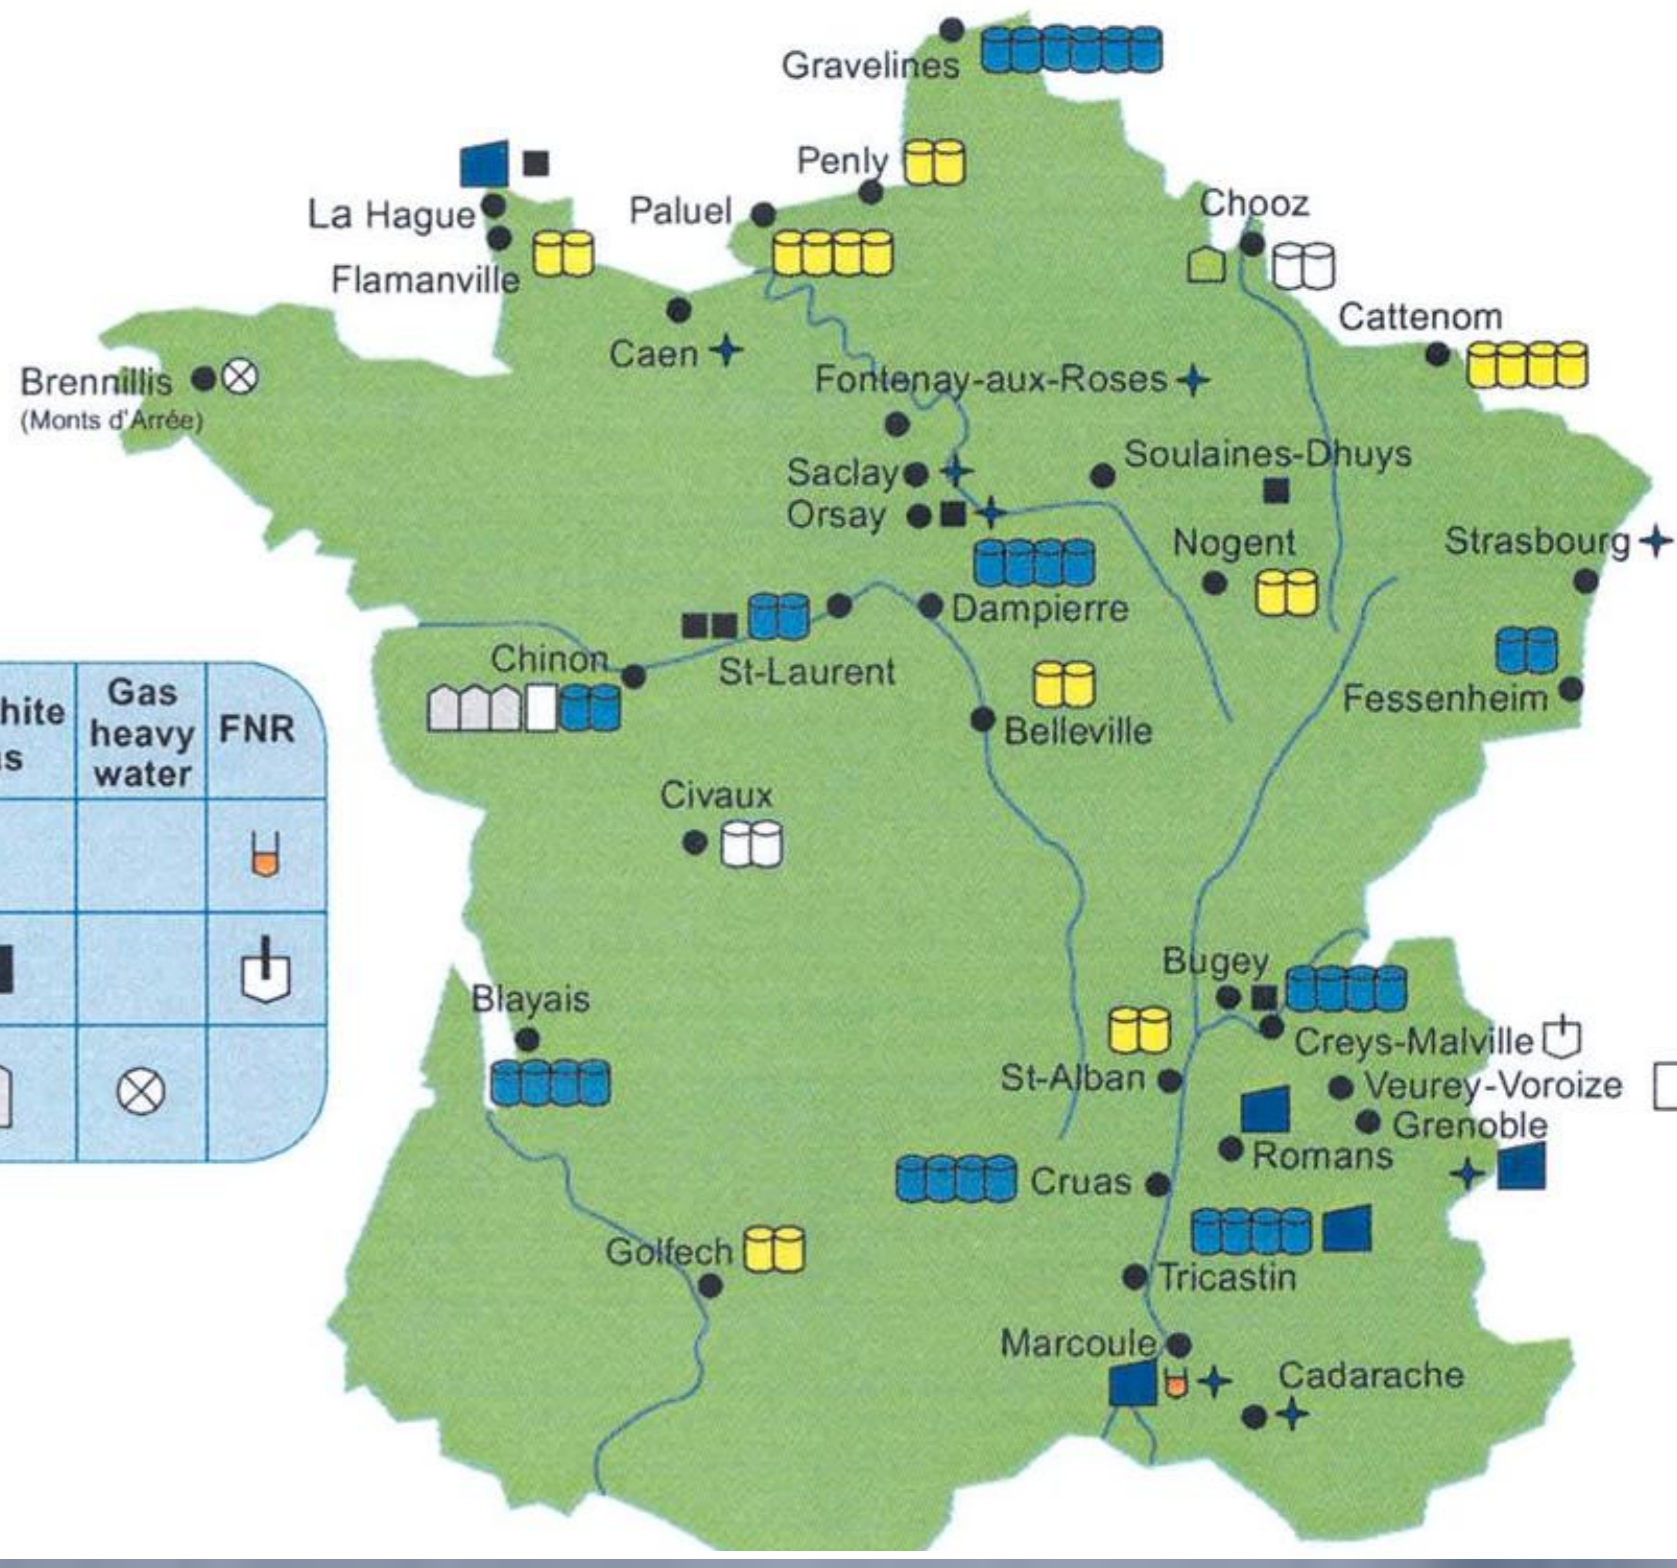 Gravelines
Penly
La Hague
Paluel
Chooz
Flamanville
Cattenom
Caen
Brennillis
(Monts d'Arrée)
Fontenay-aux-Roses
Soulaines-Dhuys
Saclay
Orsay
Nogent
Strasbourg
Dampierre
Chinon
St-Laurent
Fessenheim
Belleville
Gas
heavy
water
FNR
Civaux
Bugey
Blayais
Creys-Malville
St-Alban
Veurey-Voroize
Grenoble
Romans
Cruas
Golfech
Tricastin
Marcoule
Cadarache